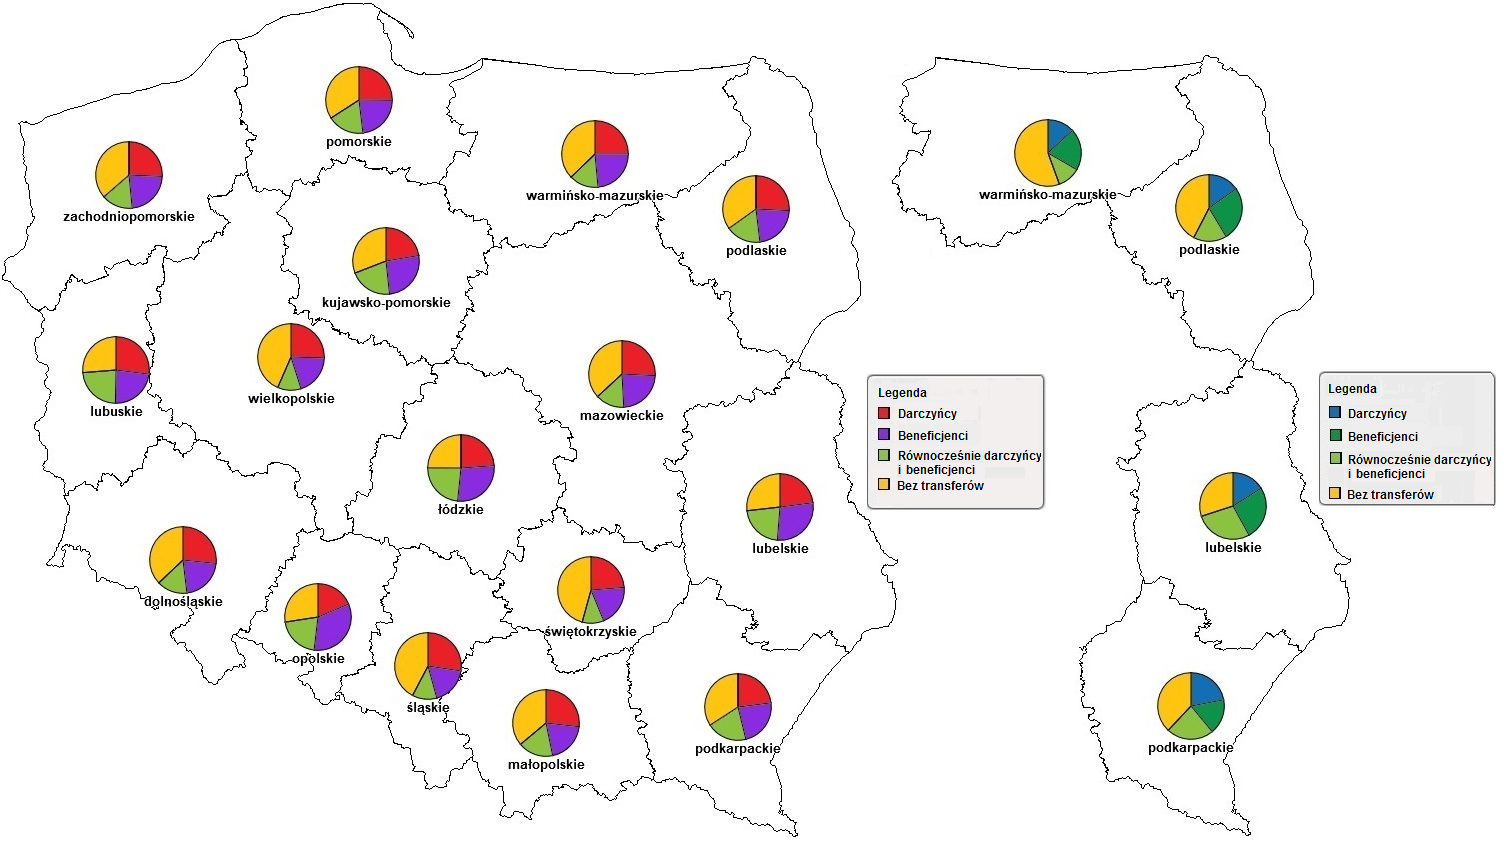 pomorskie
warmińsko-mazurskie
zachodniopomorskie
podlaskie
kujawsko-pomorskie
lubuskie
wielkopolskie
mazowieckie
łódzkie
lubelskie
dolnośląskie
opolskie
świętokrzyskie
śląskie
małopolskie
podkarpackie
Legenda
Darczyńcy
Beneficjenci
Równocześnie darczyńcy
i beneficjenci
Bez transferów
warmińsko-mazurskie
podlaskie
lubelskie
podkarpackie
Legenda
Darczyńcy
Beneficjenci
Równocześnie darczyńcy
i beneficjenci
Bez transferów